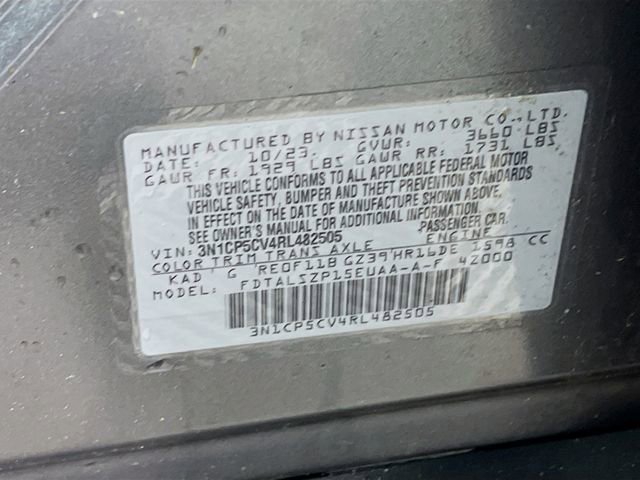 MANUFACTURED BY NISSAN MOTOR CO.,LTD.
DATE: 10/23 GVWR: 3660 LBS
GAWR FR: 1929 LBS GAWR RR: 1731 LBS
THIS VEHICLE CONFORMS TO ALL APPLICABLE FEDERAL MOTOR
VEHICLE SAFETY, BUMPER AND THEFT PREVENTION STANDARDS
IN EFFECT ON THE DATE OF MANUFACTURE SHOWN ABOVE.
SEE OWNER'S MANUAL FOR ADDITIONAL INFORMATION.
VIN: 3N1CP5CV4RL482505 PASSENGER CAR
COLOR TRIM TRANS AXLE ENGINE
KAD G RE0F11B GZ39 HR16DE 1598 CC
MODEL: FDTALSZP15EUAA-A-F 4Z000
3N1CP5CV4RL482505